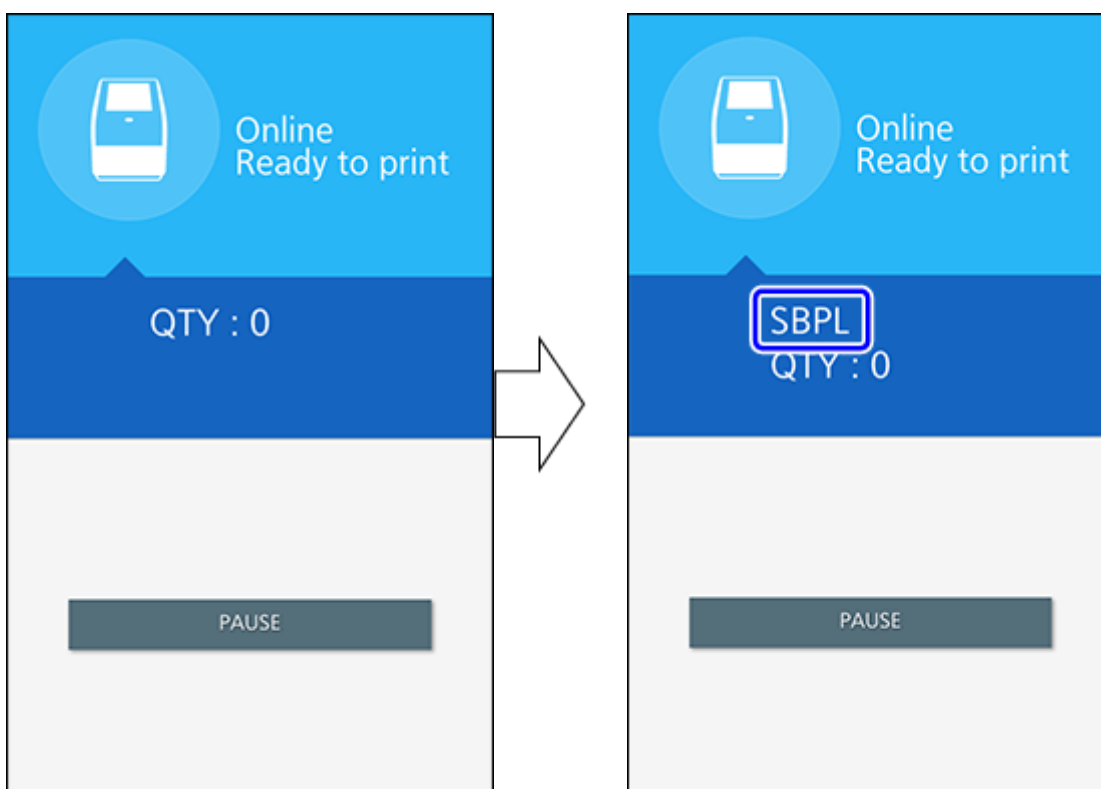 Online
Ready to print
QTY : 0
PAUSE
Online
Ready to print
SBPL
QTY : 0
PAUSE